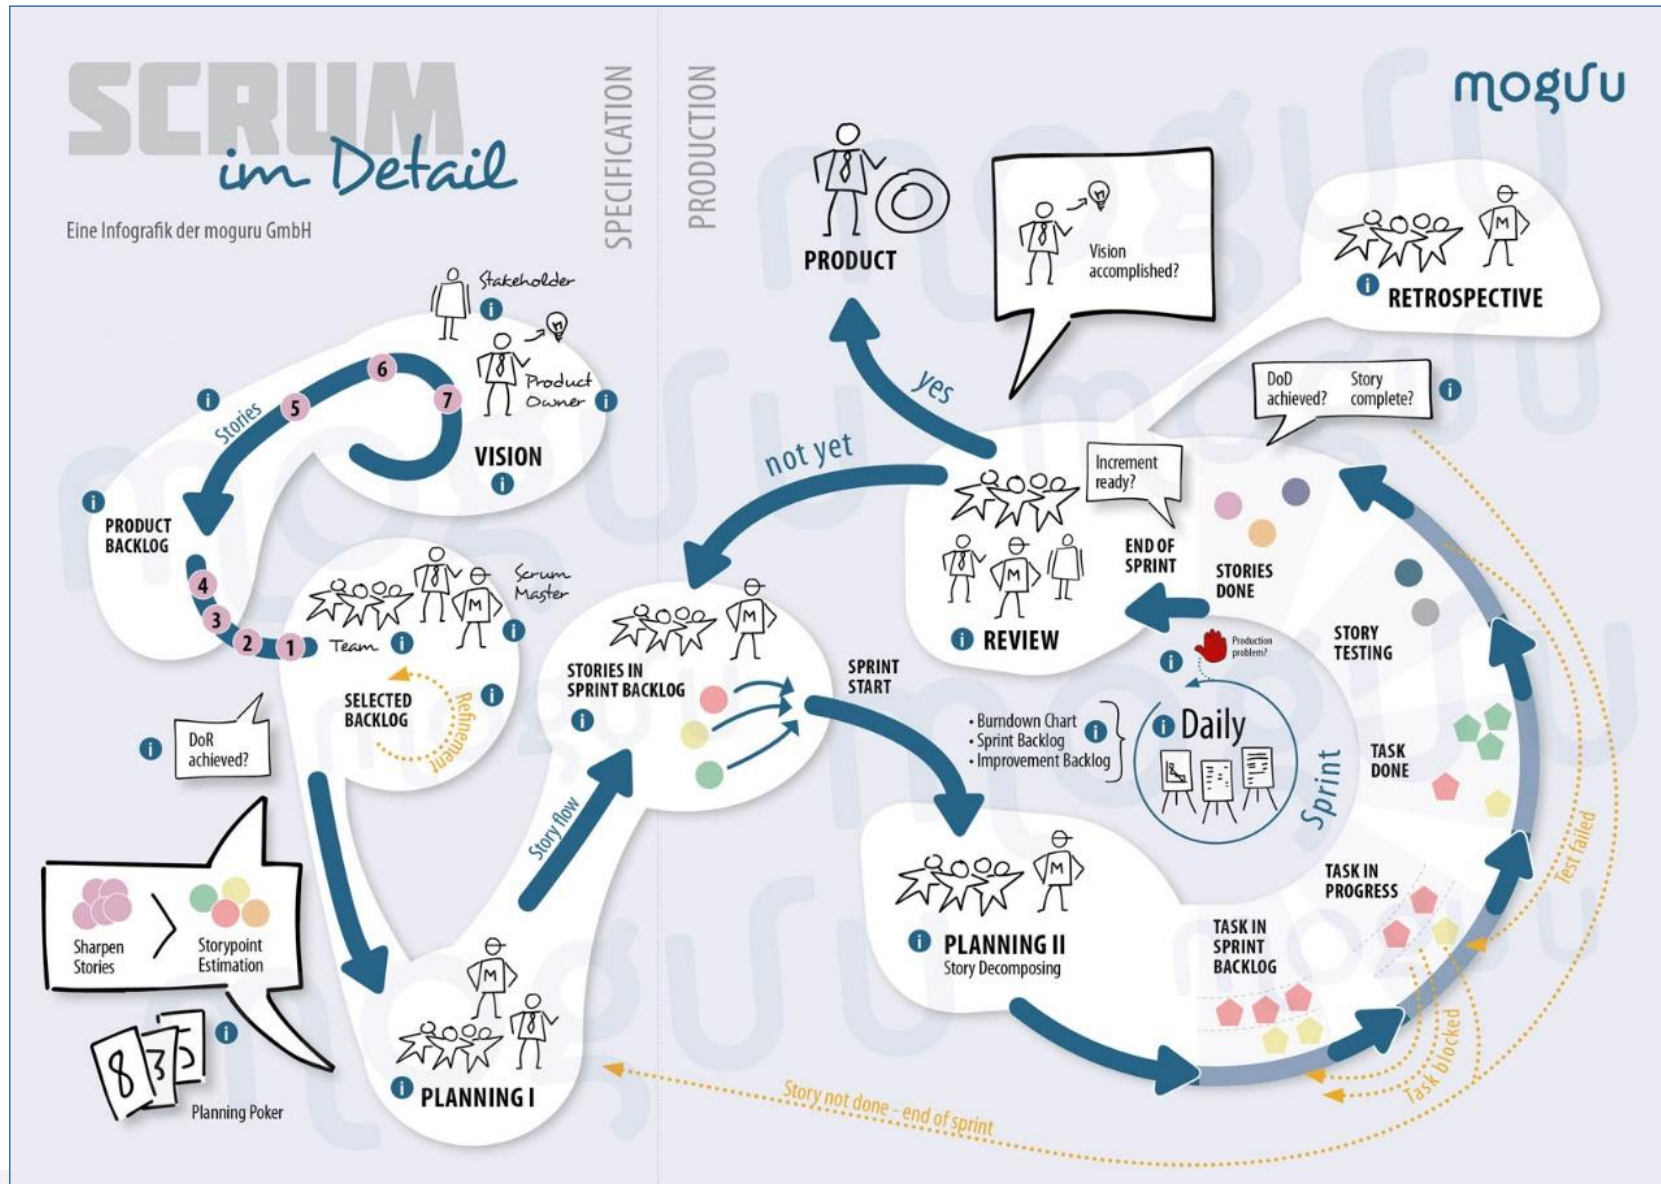 SCRUM
im Detail
Eine Infografik der moguru GmbH
SPECIFICATION
PRODUCTION
moguru
Stakeholder
Product
Owner
VISION
7
6
5
Stories
PRODUCT
BACKLOG
4
3
2
1
Team
Scrum
Master
SELECTED
BACKLOG
Refinement
DoR
achieved?
Sharpen
Stories
Storypoint
Estimation
8
3
5
Planning Poker
PLANNING I
Story flow
STORIES IN
SPRINT BACKLOG
SPRINT
START
PRODUCT
yes
not yet
Vision
accomplished?
RETROSPECTIVE
DoD
achieved?
Story
complete?
Increment
ready?
END OF
SPRINT
REVIEW
STORIES
DONE
STORY
TESTING
Production
problem?
• Burndown Chart
• Sprint Backlog
• Improvement Backlog
Daily
Sprint
TASK
DONE
TASK IN
PROGRESS
TASK IN
SPRINT
BACKLOG
PLANNING II
Story Decomposing
Test failed
Task blocked
Story not done - end of sprint